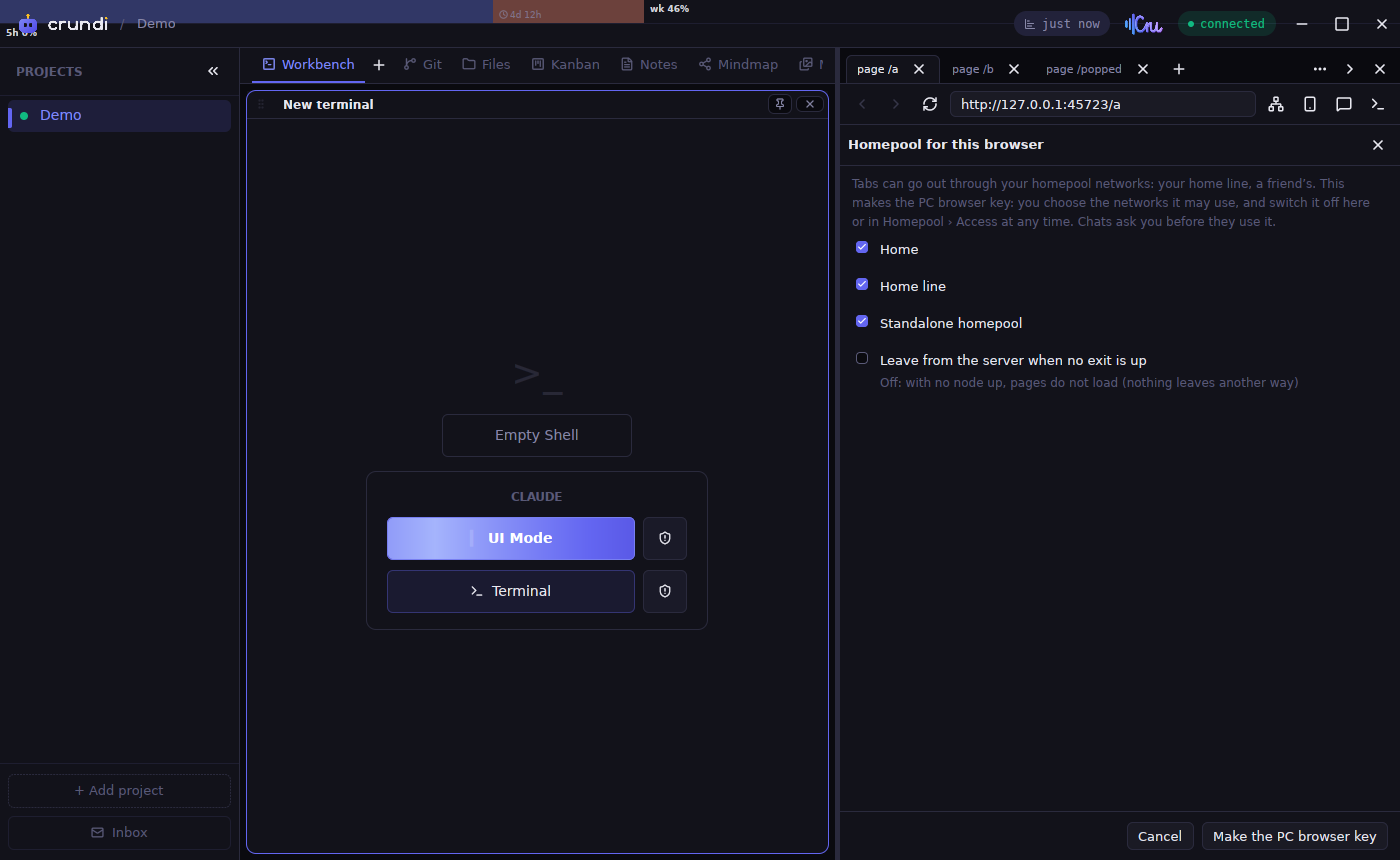 4d 12h
wk 46%
crundi / Demo
just now
Cru
connected
PROJECTS
Demo
+ Add project
Inbox
Workbench
Git
Files
Kanban
Notes
Mindmap
New terminal
>_
Empty Shell
CLAUDE
UI Mode
Terminal
page /a
page /b
page /popped
http://127.0.0.1:45723/a
Homepool for this browser
Tabs can go out through your homepool networks: your home line, a friend’s. This
makes the PC browser key: you choose the networks it may use, and switch it off here
or in Homepool › Access at any time. Chats ask you before they use it.
Home
Home line
Standalone homepool
Leave from the server when no exit is up
Off: with no node up, pages do not load (nothing leaves another way)
Cancel
Make the PC browser key